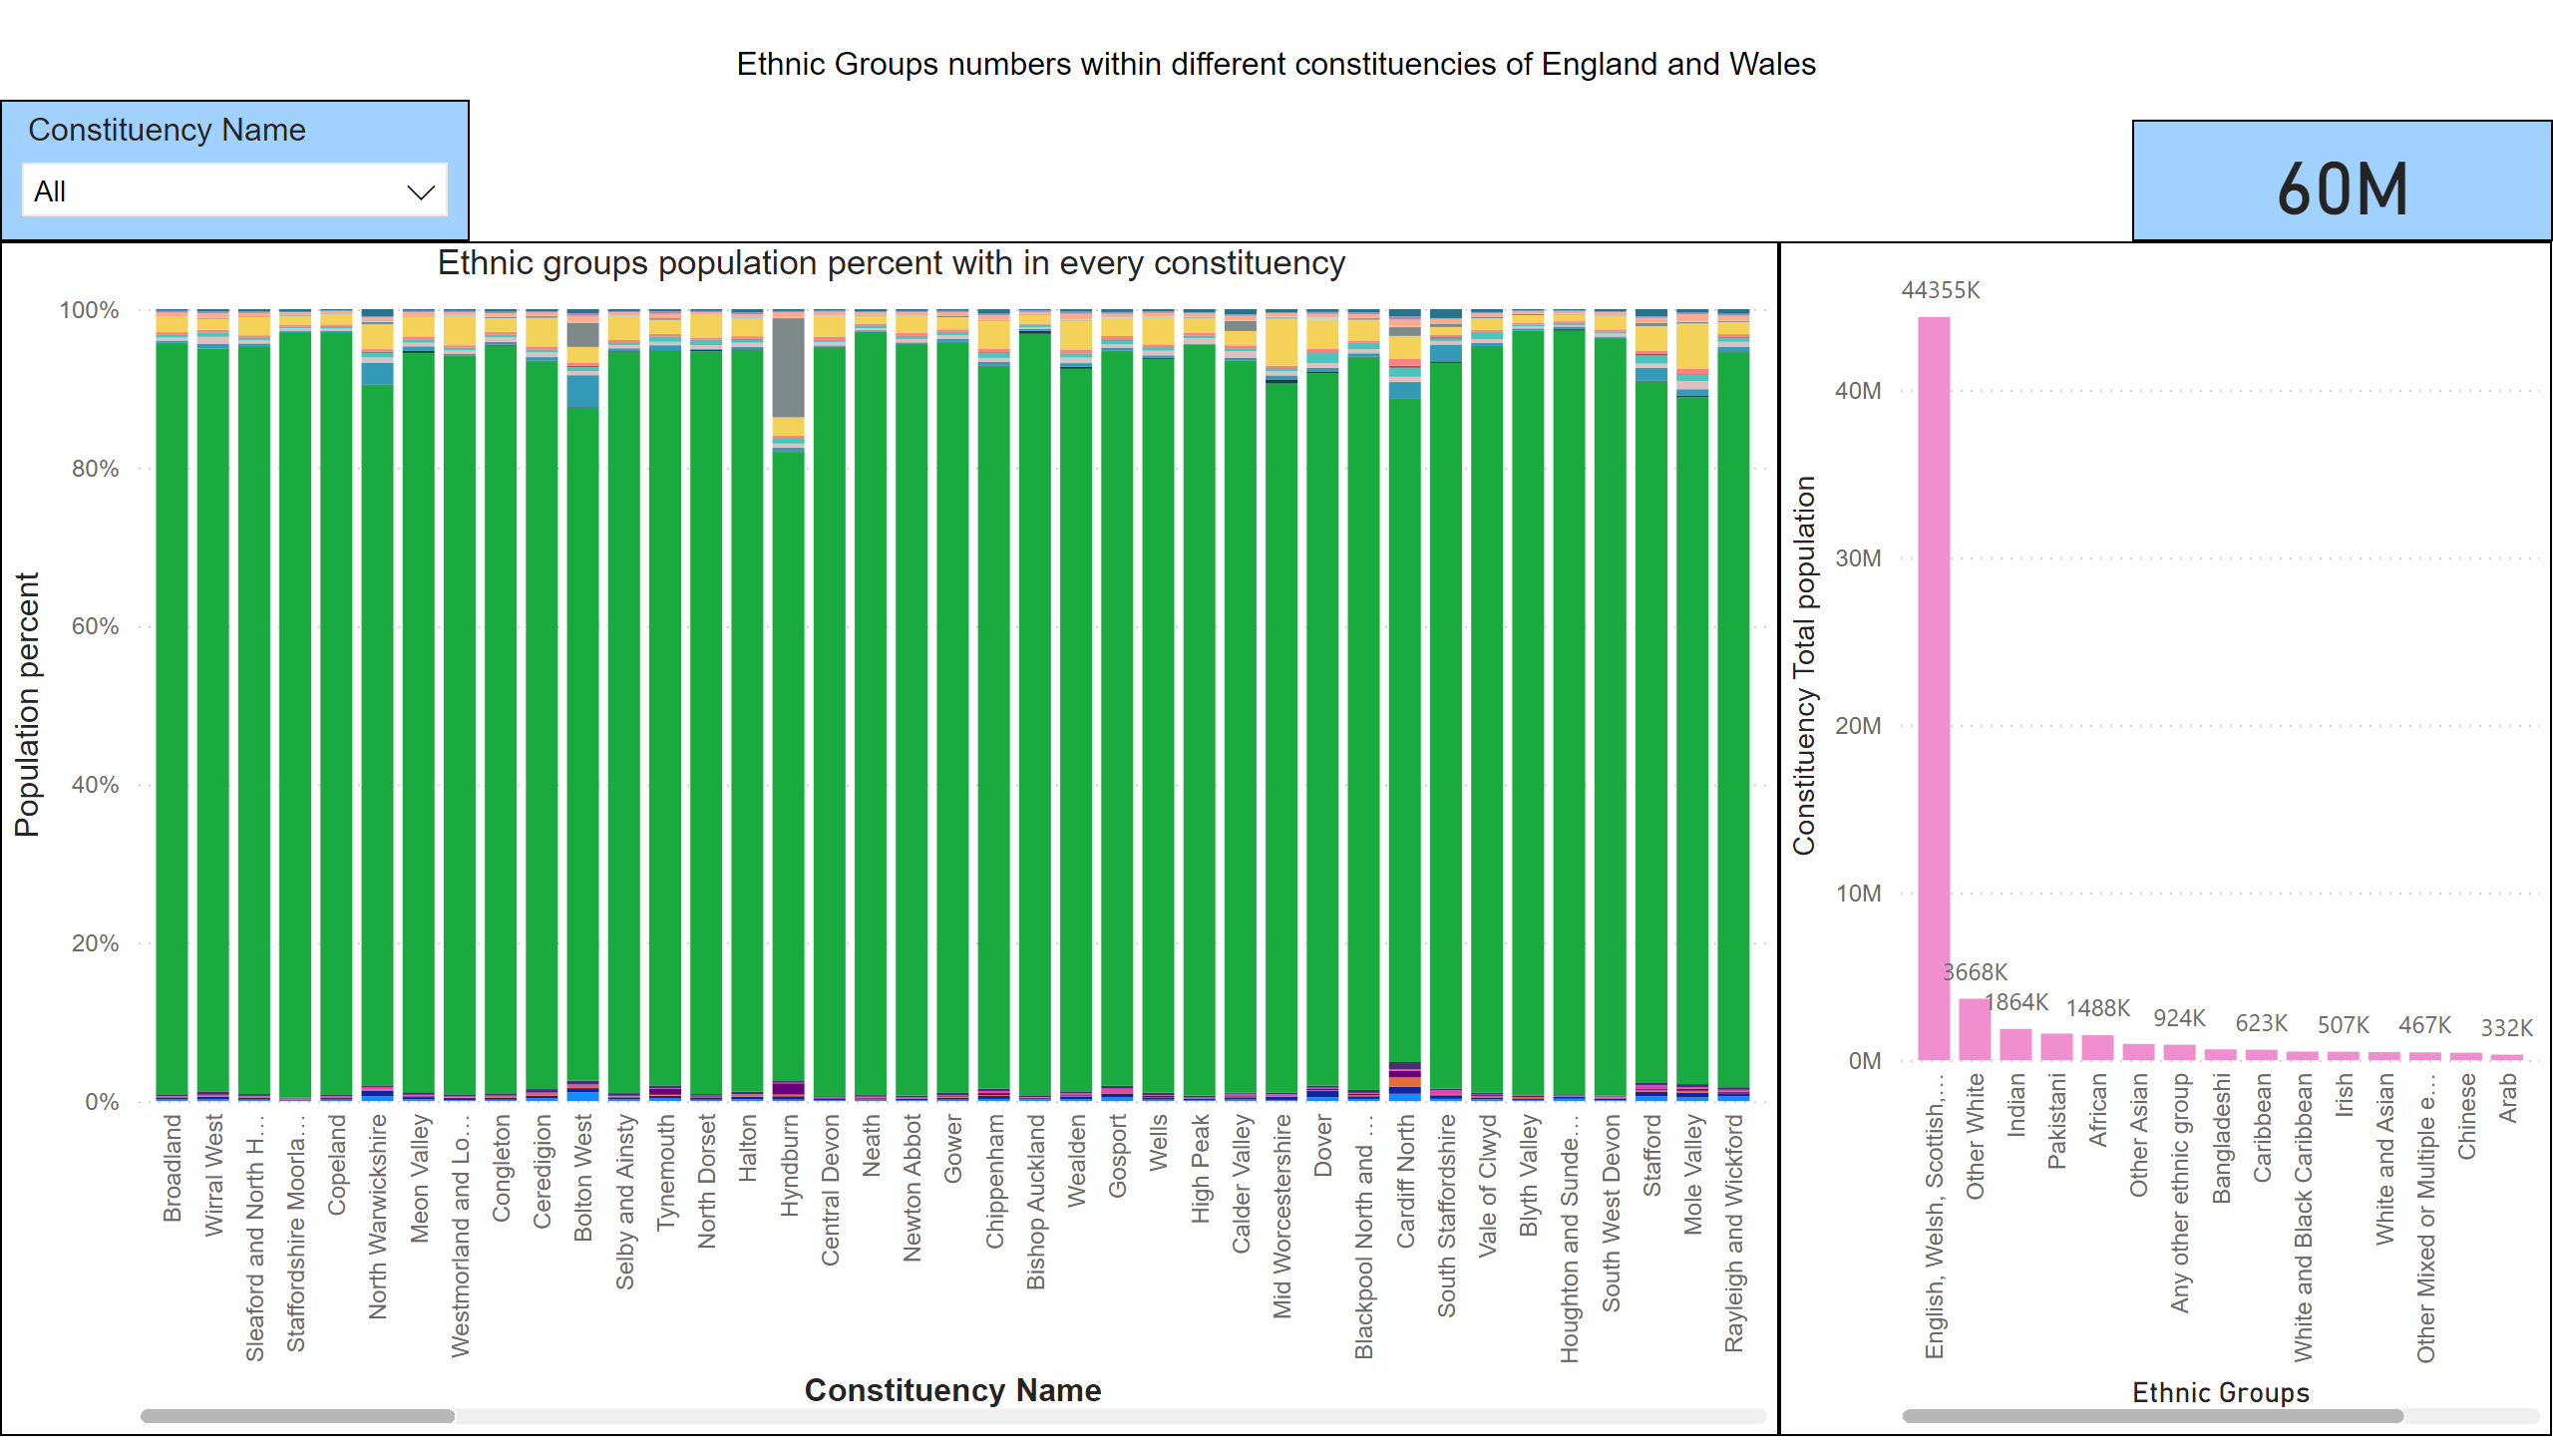 Ethnic Groups numbers within different constituencies of England and Wales
Constituency Name
All
60M
Ethnic groups population percent with in every constituency
Population percent
100%
80%
60%
40%
20%
0%
Broadland
Wirral West
Sleaford and North H...
Staffordshire Moorla...
Copeland
North Warwickshire
Meon Valley
Westmorland and Lo...
Congleton
Ceredigion
Bolton West
Selby and Ainsty
Tynemouth
North Dorset
Halton
Hyndburn
Central Devon
Neath
Newton Abbot
Gower
Chippenham
Bishop Auckland
Wealden
Gosport
Wells
High Peak
Calder Valley
Mid Worcestershire
Dover
Blackpool North and ...
Cardiff North
South Staffordshire
Vale of Clwyd
Blyth Valley
Houghton and Sunde...
South West Devon
Stafford
Mole Valley
Rayleigh and Wickford
Constituency Name
Constituency Total population
40M
30M
20M
10M
0M
44355K
3668K
1864K
1488K
924K
623K
507K
467K
332K
English, Welsh, Scottish,...
Other White
Indian
Pakistani
African
Other Asian
Any other ethnic group
Bangladeshi
Caribbean
White and Black Caribbean
Irish
White and Asian
Other Mixed or Multiple e...
Chinese
Arab
Ethnic Groups